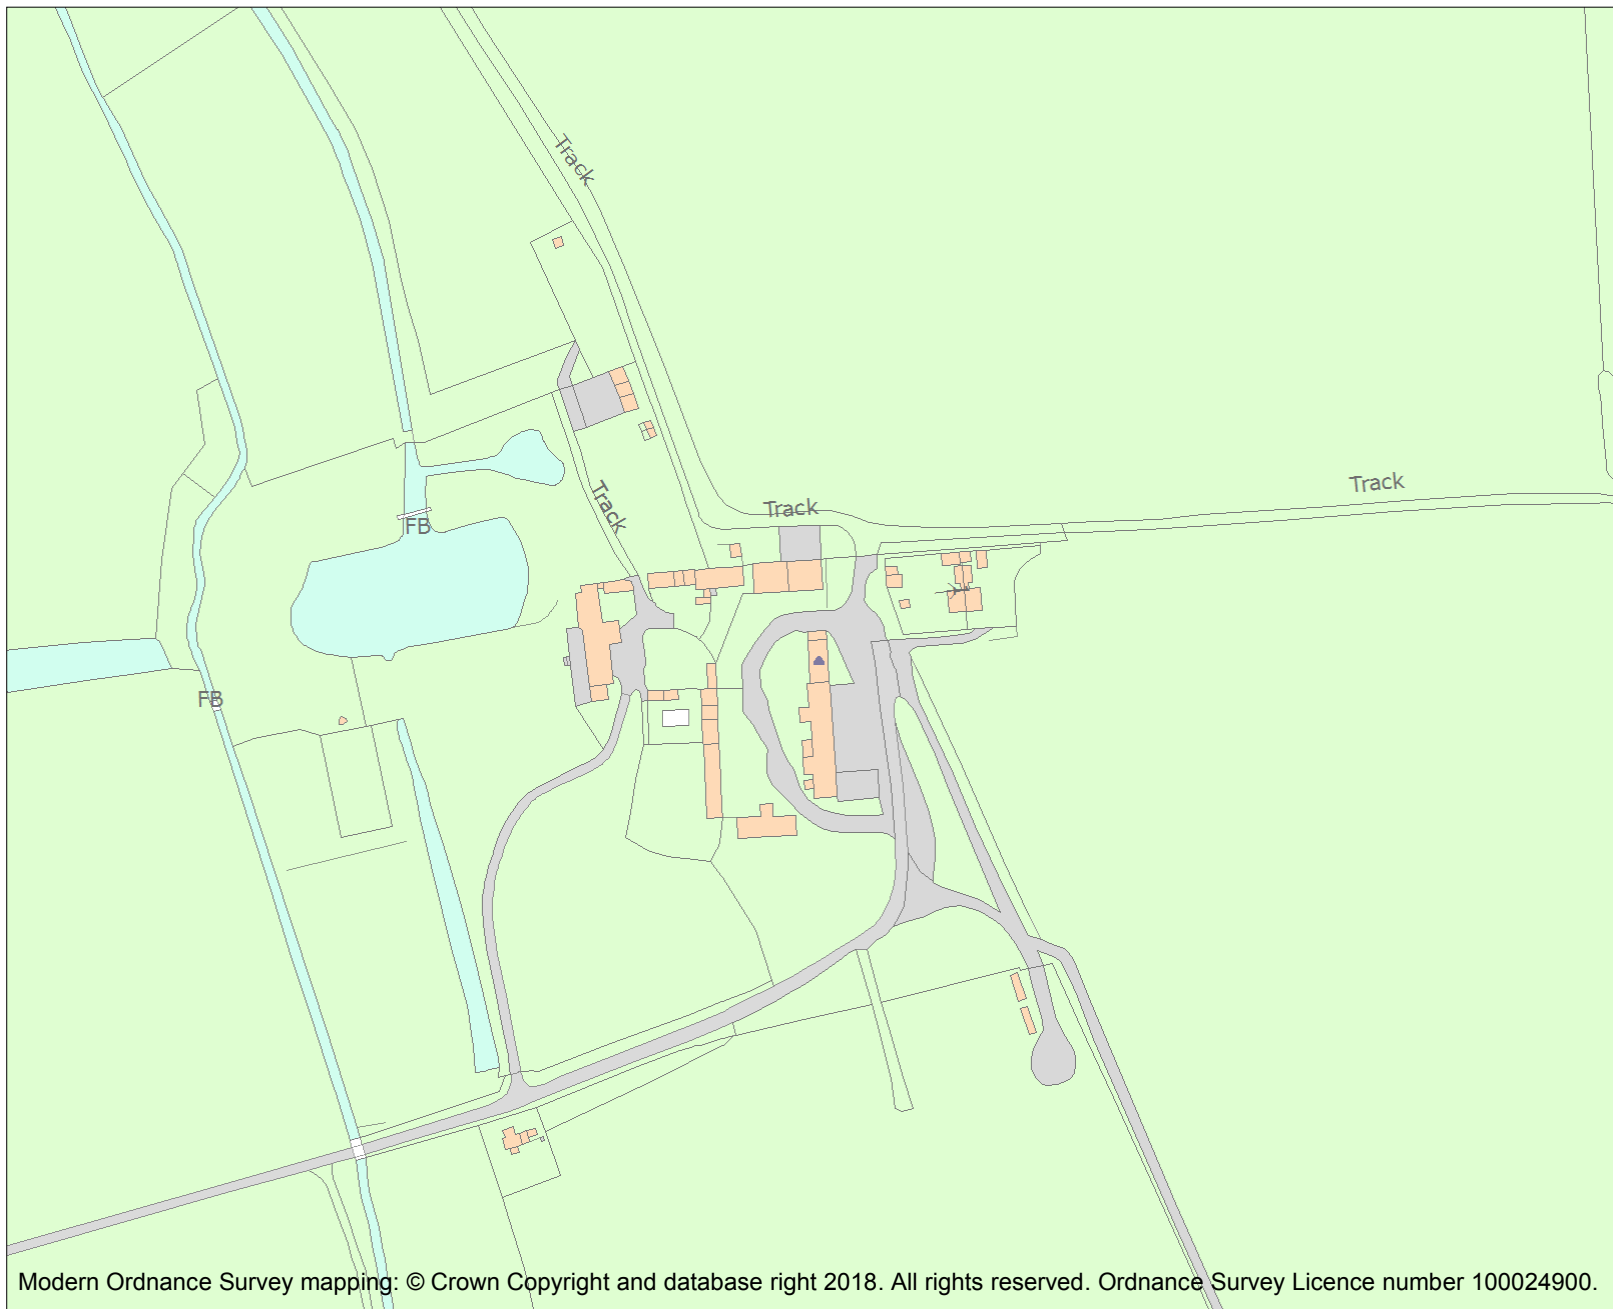 Track
Track
Track
Track
FB
FB
Modern Ordnance Survey mapping: © Crown Copyright and database right 2018. All rights reserved. Ordnance Survey Licence number 100024900.